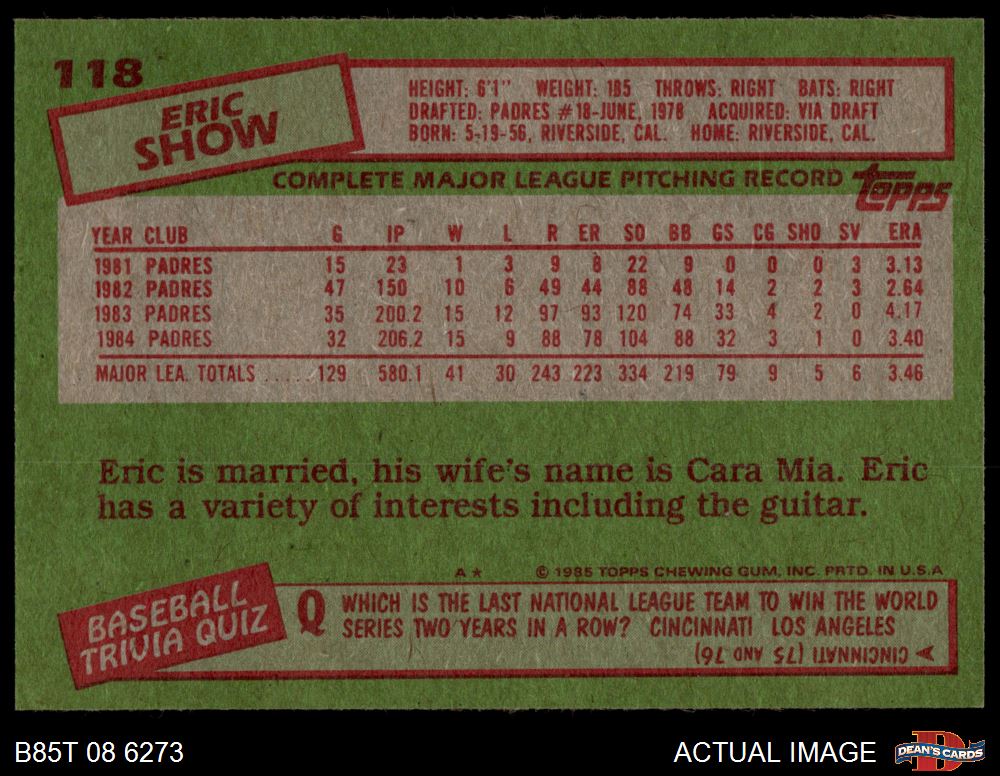 118
ERIC
SHOW
HEIGHT: 6'1" WEIGHT: 185 THROWS: RIGHT BATS: RIGHT
DRAFTED: PADRES #18-JUNE, 1978 ACQUIRED: VIA DRAFT
BORN: 5-19-56, RIVERSIDE, CAL. HOME: RIVERSIDE, CAL.
COMPLETE MAJOR LEAGUE PITCHING RECORD topps
YEAR CLUB G IP W L R ER SO BB GS CG SHO SV ERA
1981 PADRES 15 23 1 3 9 8 22 9 0 0 0 3 3.13
1982 PADRES 47 150 10 6 49 44 88 48 14 2 2 3 2.64
1983 PADRES 35 200.2 15 12 97 93 120 74 33 4 2 0 4.17
1984 PADRES 32 206.2 15 9 88 78 104 88 32 3 1 0 3.40
MAJOR LEA. TOTALS ...... 129 580.1 41 30 243 223 334 219 79 9 5 6 3.46
Eric is married, his wife's name is Cara Mia. Eric
has a variety of interests including the guitar.
A* © 1985 TOPPS CHEWING GUM, INC. PRTD. IN U.S.A
BASEBALL
TRIVIA QUIZ
Q WHICH IS THE LAST NATIONAL LEAGUE TEAM TO WIN THE WORLD
SERIES TWO YEARS IN A ROW? CINCINNATI LOS ANGELES
A CINCINNATI (75 AND 76)
B85T 08 6273
ACTUAL IMAGE
D
DEAN'S CARDS